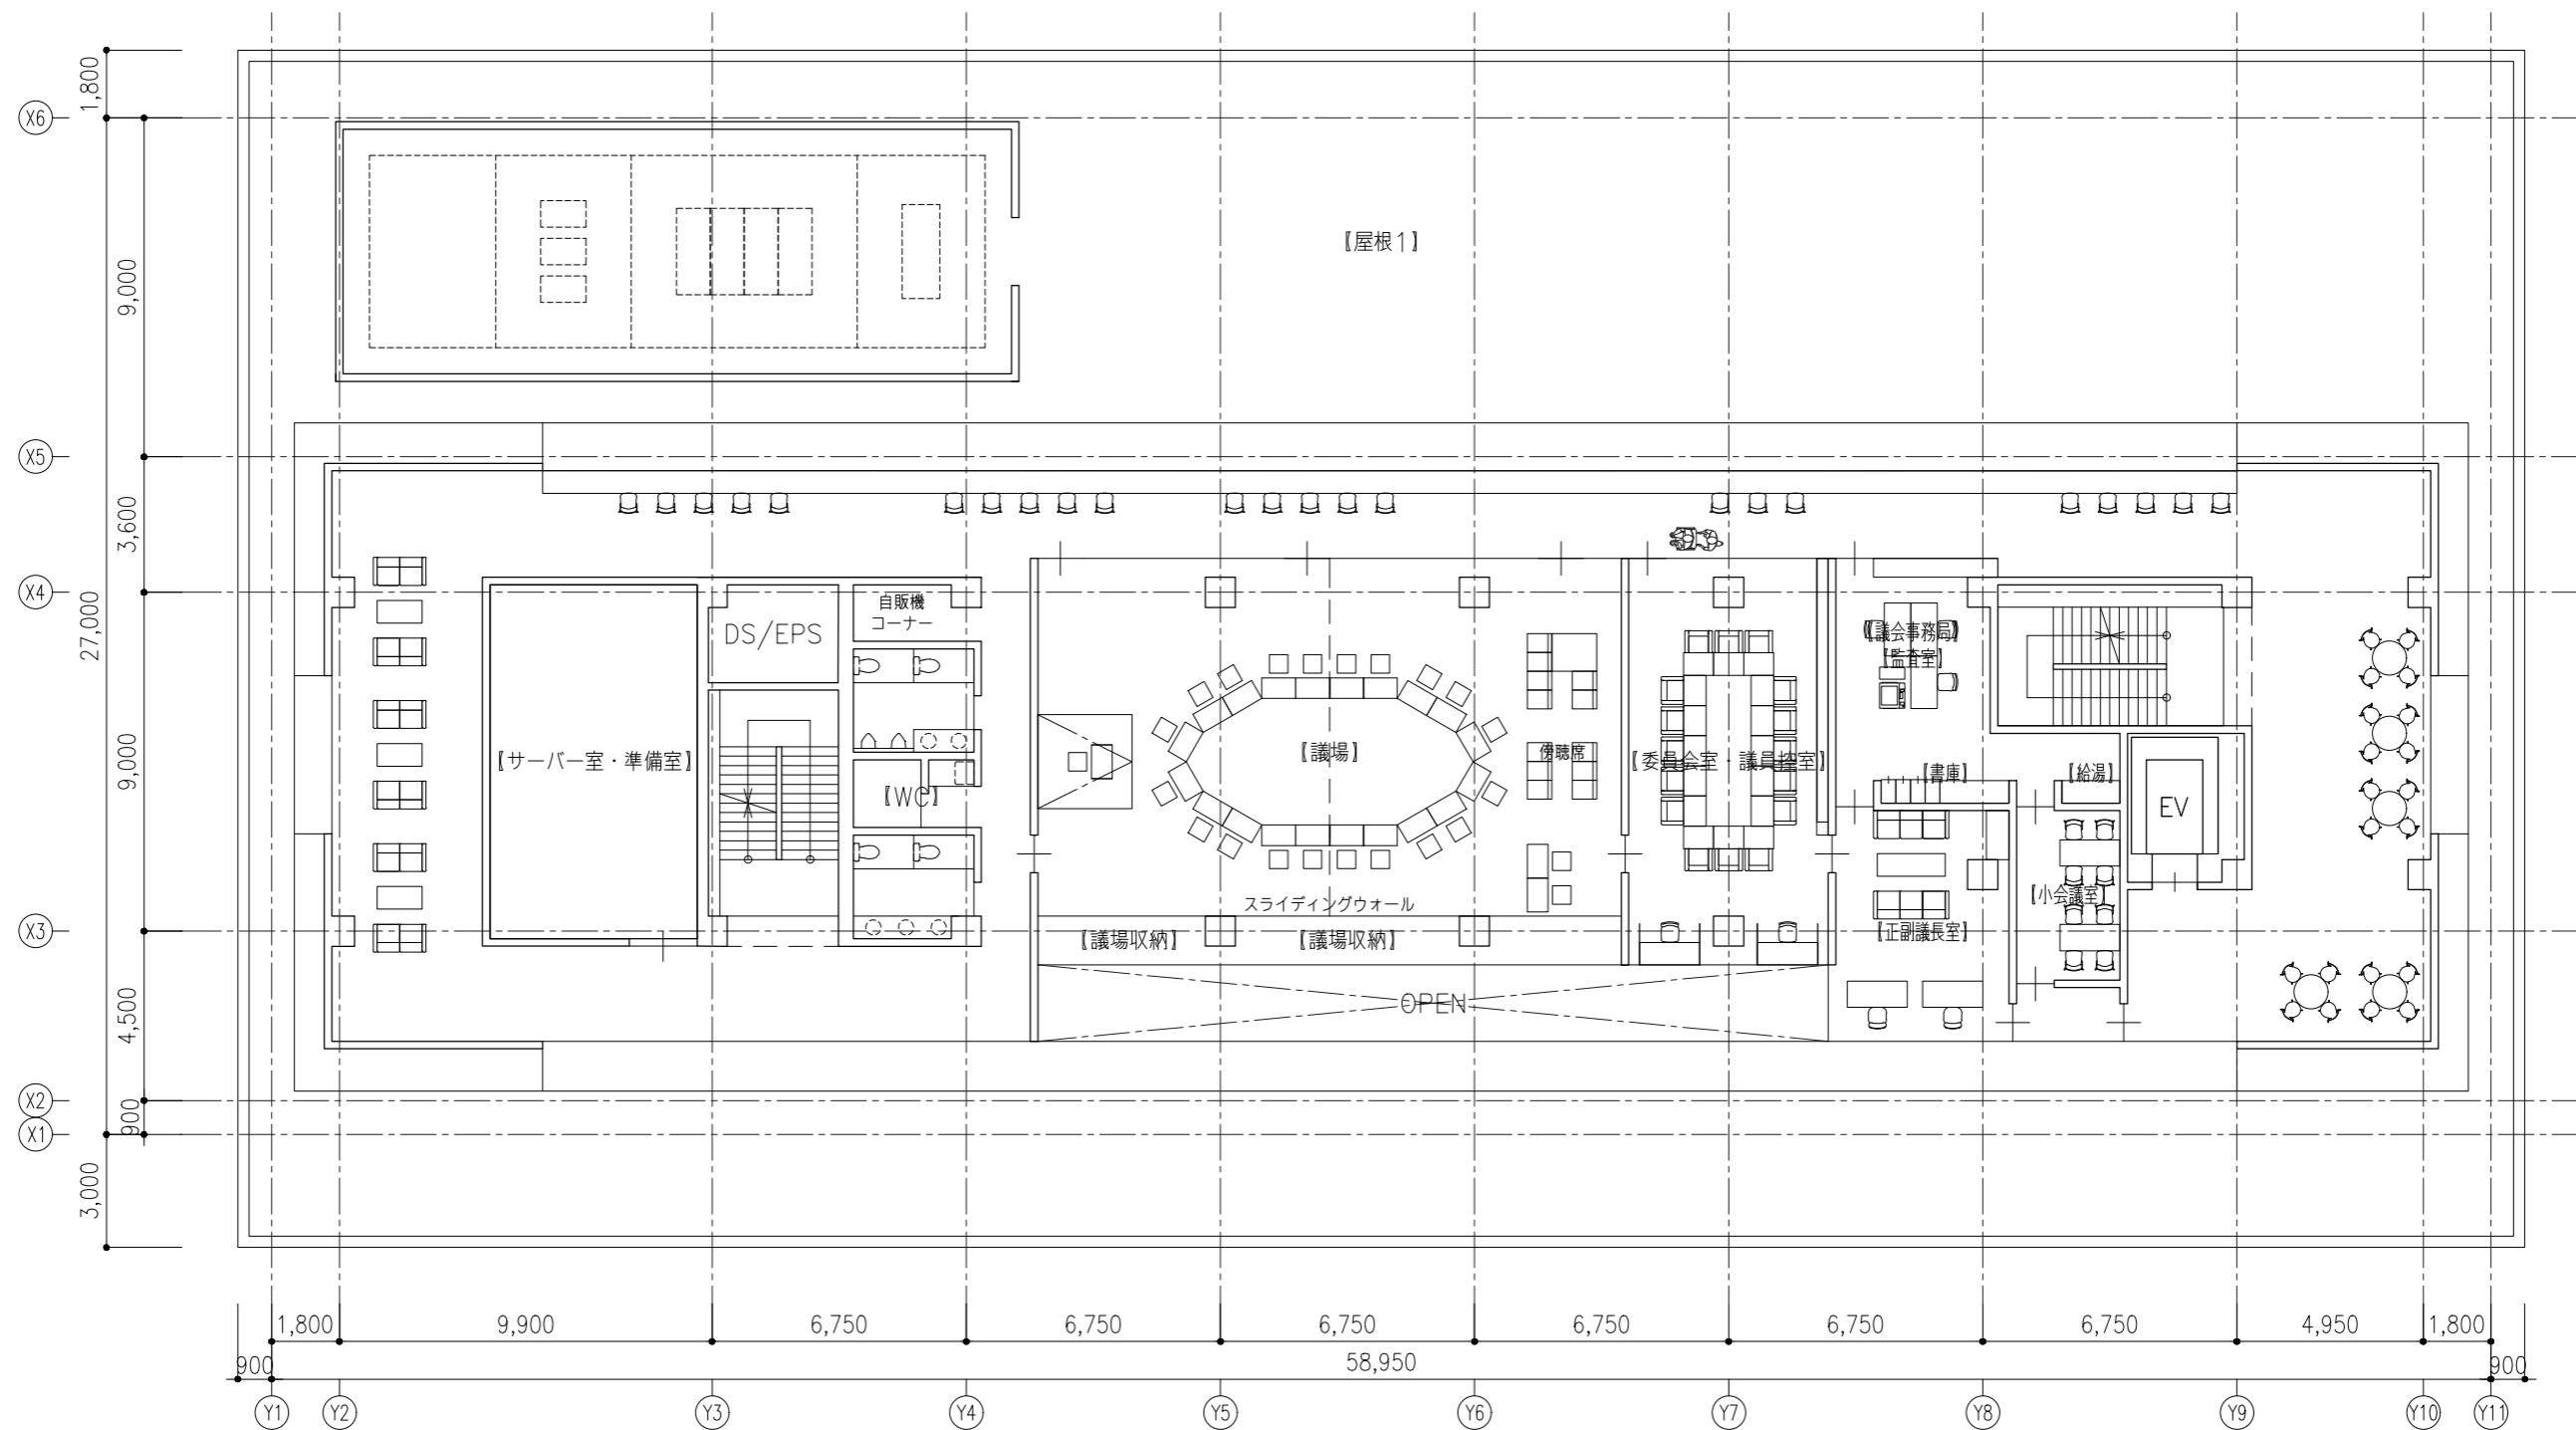 1,800
X6
【屋根１】
9,000
X5
3,600
X4
自販機
コーナー
DS/EPS
27,000
【議会事務局】
【監査室】
9,000
【サーバー室・準備室】
【議場】
傍聴席
【委員会室・議員控室】
【書庫】
【給湯】
【WC】
EV
スライディングウォール
【小会議室】
X3
【議場収納】
【議場収納】
【正副議長室】
4,500
OPEN
X2
900
X1
3,000
1,800
9,900
6,750
6,750
6,750
6,750
6,750
6,750
4,950
1,800
900
58,950
900
Y1
Y2
Y3
Y4
Y5
Y6
Y7
Y8
Y9
Y10
Y11